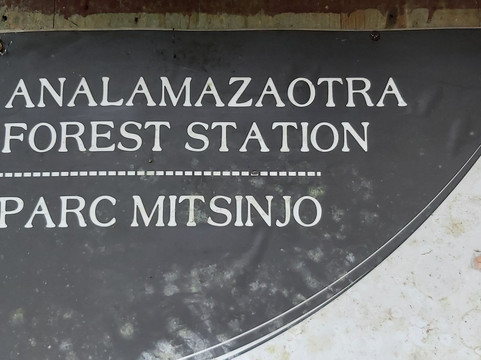 ANALAMAZAOTRA
FOREST STATION
PARC MITSINJO